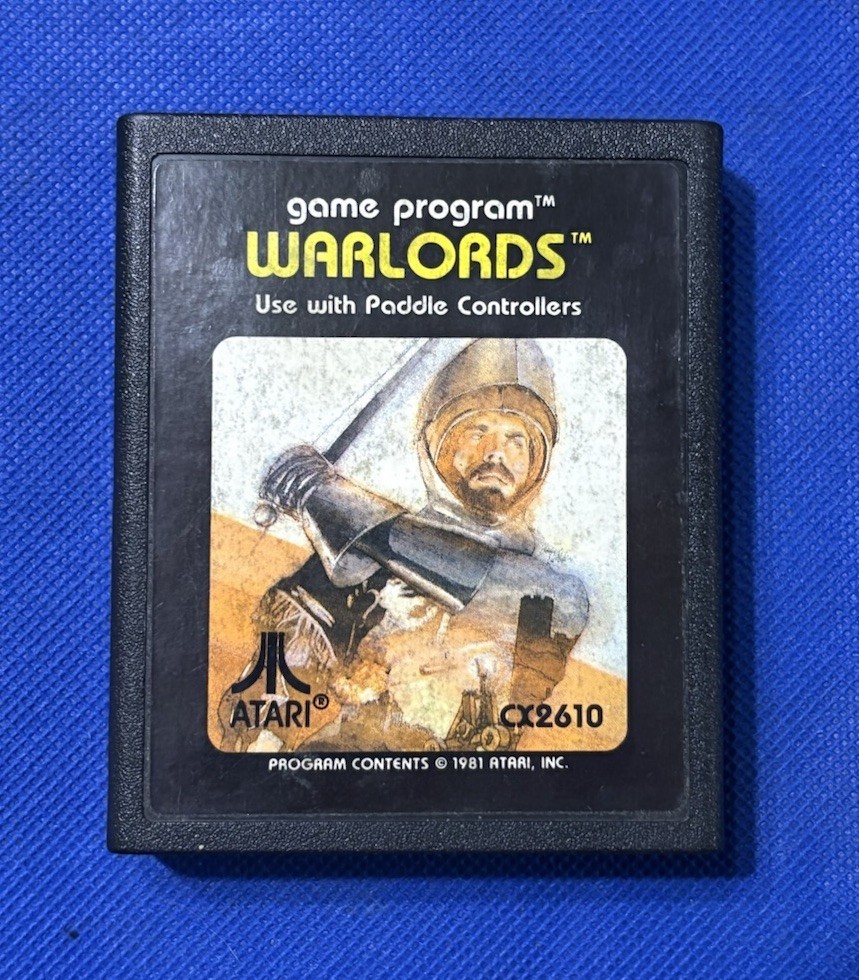 game program™
WARLORDS™
Use with Paddle Controllers
ATARI®
CX2610
PROGRAM CONTENTS © 1981 ATARI, INC.